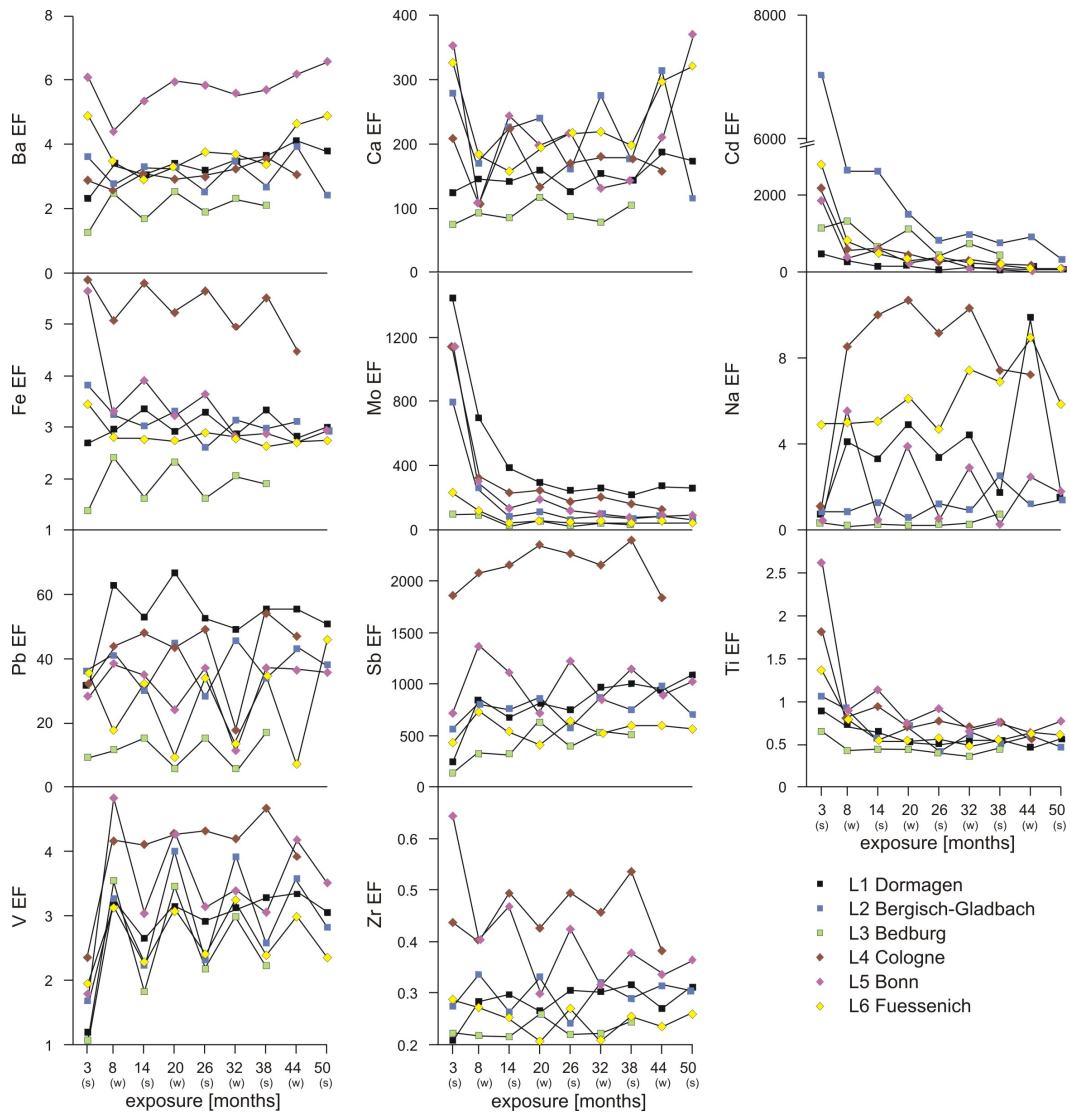 Ba EF
8
6
4
2
0
Ca EF
400
300
200
100
0
Cd EF
8000
6000
2000
0
Fe EF
5
4
3
2
1
Mo EF
1200
800
400
0
Na EF
8
4
0
Pb EF
60
40
20
0
Sb EF
2000
1500
1000
500
0
Ti EF
2.5
2
1.5
1
0.5
0
3 8 14 20 26 32 38 44 50
(s) (w) (s) (w) (s) (w) (s) (w) (s)
exposure [months]
V EF
4
3
2
1
3 8 14 20 26 32 38 44 50
(s) (w) (s) (w) (s) (w) (s) (w) (s)
exposure [months]
Zr EF
0.6
0.5
0.4
0.3
0.2
3 8 14 20 26 32 38 44 50
(s) (w) (s) (w) (s) (w) (s) (w) (s)
exposure [months]
L1 Dormagen
L2 Bergisch-Gladbach
L3 Bedburg
L4 Cologne
L5 Bonn
L6 Fuessenich